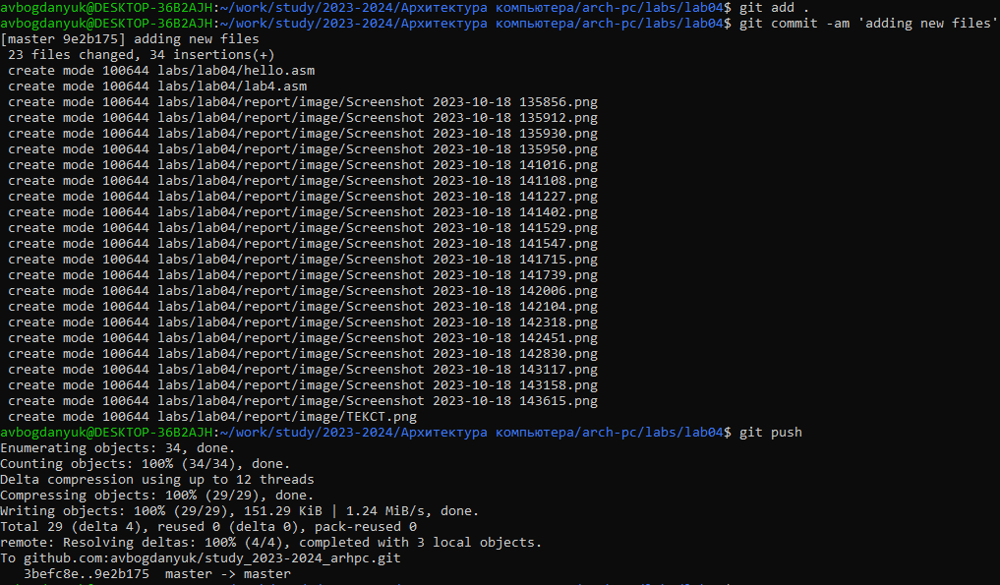 avbogdanyuk@DESKTOP-36B2AJH:~/work/study/2023-2024/Архитектура компьютера/arch-pc/labs/lab04$ git add .
avbogdanyuk@DESKTOP-36B2AJH:~/work/study/2023-2024/Архитектура компьютера/arch-pc/labs/lab04$ git commit -am 'adding new files'
[master 9e2b175] adding new files
 23 files changed, 34 insertions(+)
 create mode 100644 labs/lab04/hello.asm
 create mode 100644 labs/lab04/lab4.asm
 create mode 100644 labs/lab04/report/image/Screenshot 2023-10-18 135856.png
 create mode 100644 labs/lab04/report/image/Screenshot 2023-10-18 135912.png
 create mode 100644 labs/lab04/report/image/Screenshot 2023-10-18 135930.png
 create mode 100644 labs/lab04/report/image/Screenshot 2023-10-18 135950.png
 create mode 100644 labs/lab04/report/image/Screenshot 2023-10-18 141016.png
 create mode 100644 labs/lab04/report/image/Screenshot 2023-10-18 141108.png
 create mode 100644 labs/lab04/report/image/Screenshot 2023-10-18 141227.png
 create mode 100644 labs/lab04/report/image/Screenshot 2023-10-18 141402.png
 create mode 100644 labs/lab04/report/image/Screenshot 2023-10-18 141529.png
 create mode 100644 labs/lab04/report/image/Screenshot 2023-10-18 141547.png
 create mode 100644 labs/lab04/report/image/Screenshot 2023-10-18 141715.png
 create mode 100644 labs/lab04/report/image/Screenshot 2023-10-18 141739.png
 create mode 100644 labs/lab04/report/image/Screenshot 2023-10-18 142006.png
 create mode 100644 labs/lab04/report/image/Screenshot 2023-10-18 142104.png
 create mode 100644 labs/lab04/report/image/Screenshot 2023-10-18 142318.png
 create mode 100644 labs/lab04/report/image/Screenshot 2023-10-18 142451.png
 create mode 100644 labs/lab04/report/image/Screenshot 2023-10-18 142830.png
 create mode 100644 labs/lab04/report/image/Screenshot 2023-10-18 143117.png
 create mode 100644 labs/lab04/report/image/Screenshot 2023-10-18 143158.png
 create mode 100644 labs/lab04/report/image/Screenshot 2023-10-18 143615.png
 create mode 100644 labs/lab04/report/image/ТЕКСТ.png
avbogdanyuk@DESKTOP-36B2AJH:~/work/study/2023-2024/Архитектура компьютера/arch-pc/labs/lab04$ git push
Enumerating objects: 34, done.
Counting objects: 100% (34/34), done.
Delta compression using up to 12 threads
Compressing objects: 100% (29/29), done.
Writing objects: 100% (29/29), 151.29 KiB | 1.24 MiB/s, done.
Total 29 (delta 4), reused 0 (delta 0), pack-reused 0
remote: Resolving deltas: 100% (4/4), completed with 3 local objects.
To github.com:avbogdanyuk/study_2023-2024_arhpc.git
   3befc8e..9e2b175  master -> master